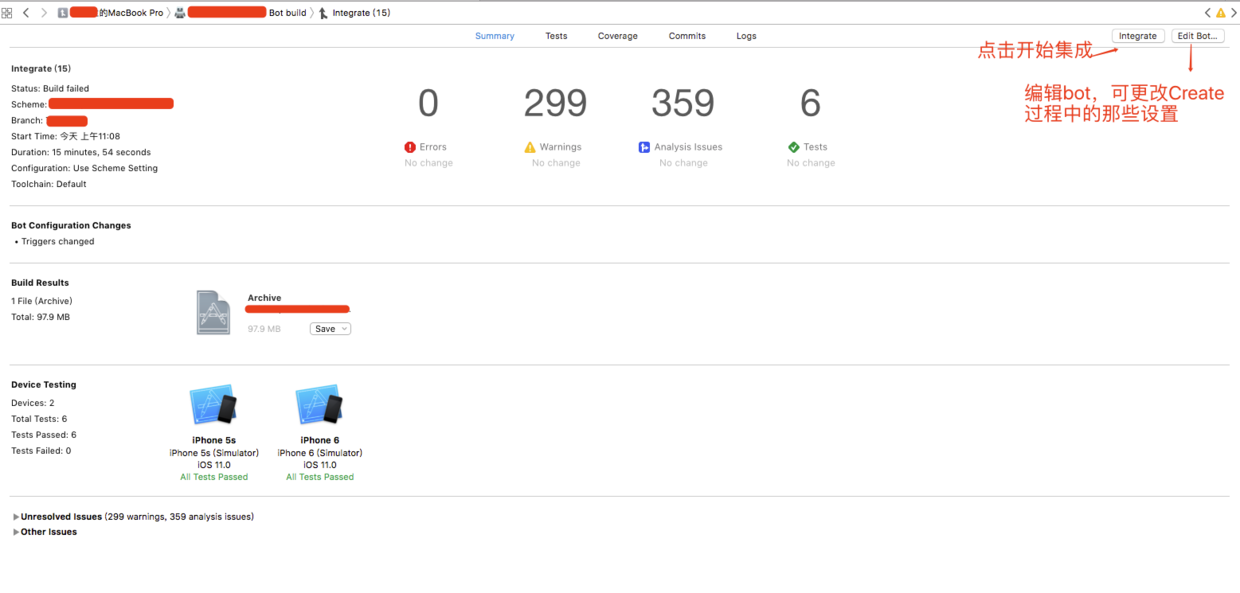 的MacBook Pro Bot build Integrate (15)
Summary Tests Coverage Commits Logs Integrate Edit Bot...
点击开始集成
编辑bot，可更改Create
过程中的那些设置
Integrate (15)
Status: Build failed
Scheme:
Branch:
Start Time: 今天 上午11:08
Duration: 15 minutes, 54 seconds
Configuration: Use Scheme Setting
Toolchain: Default
0 299 359 6
Errors Warnings Analysis Issues Tests
No change No change No change No change
Bot Configuration Changes
• Triggers changed
Build Results
1 File (Archive)
Total: 97.9 MB
Archive
97.9 MB Save
Device Testing
Devices: 2
Total Tests: 6
Tests Passed: 6
Tests Failed: 0
iPhone 5s iPhone 6
iPhone 5s (Simulator) iPhone 6 (Simulator)
iOS 11.0 iOS 11.0
All Tests Passed All Tests Passed
Unresolved Issues (299 warnings, 359 analysis issues)
Other Issues